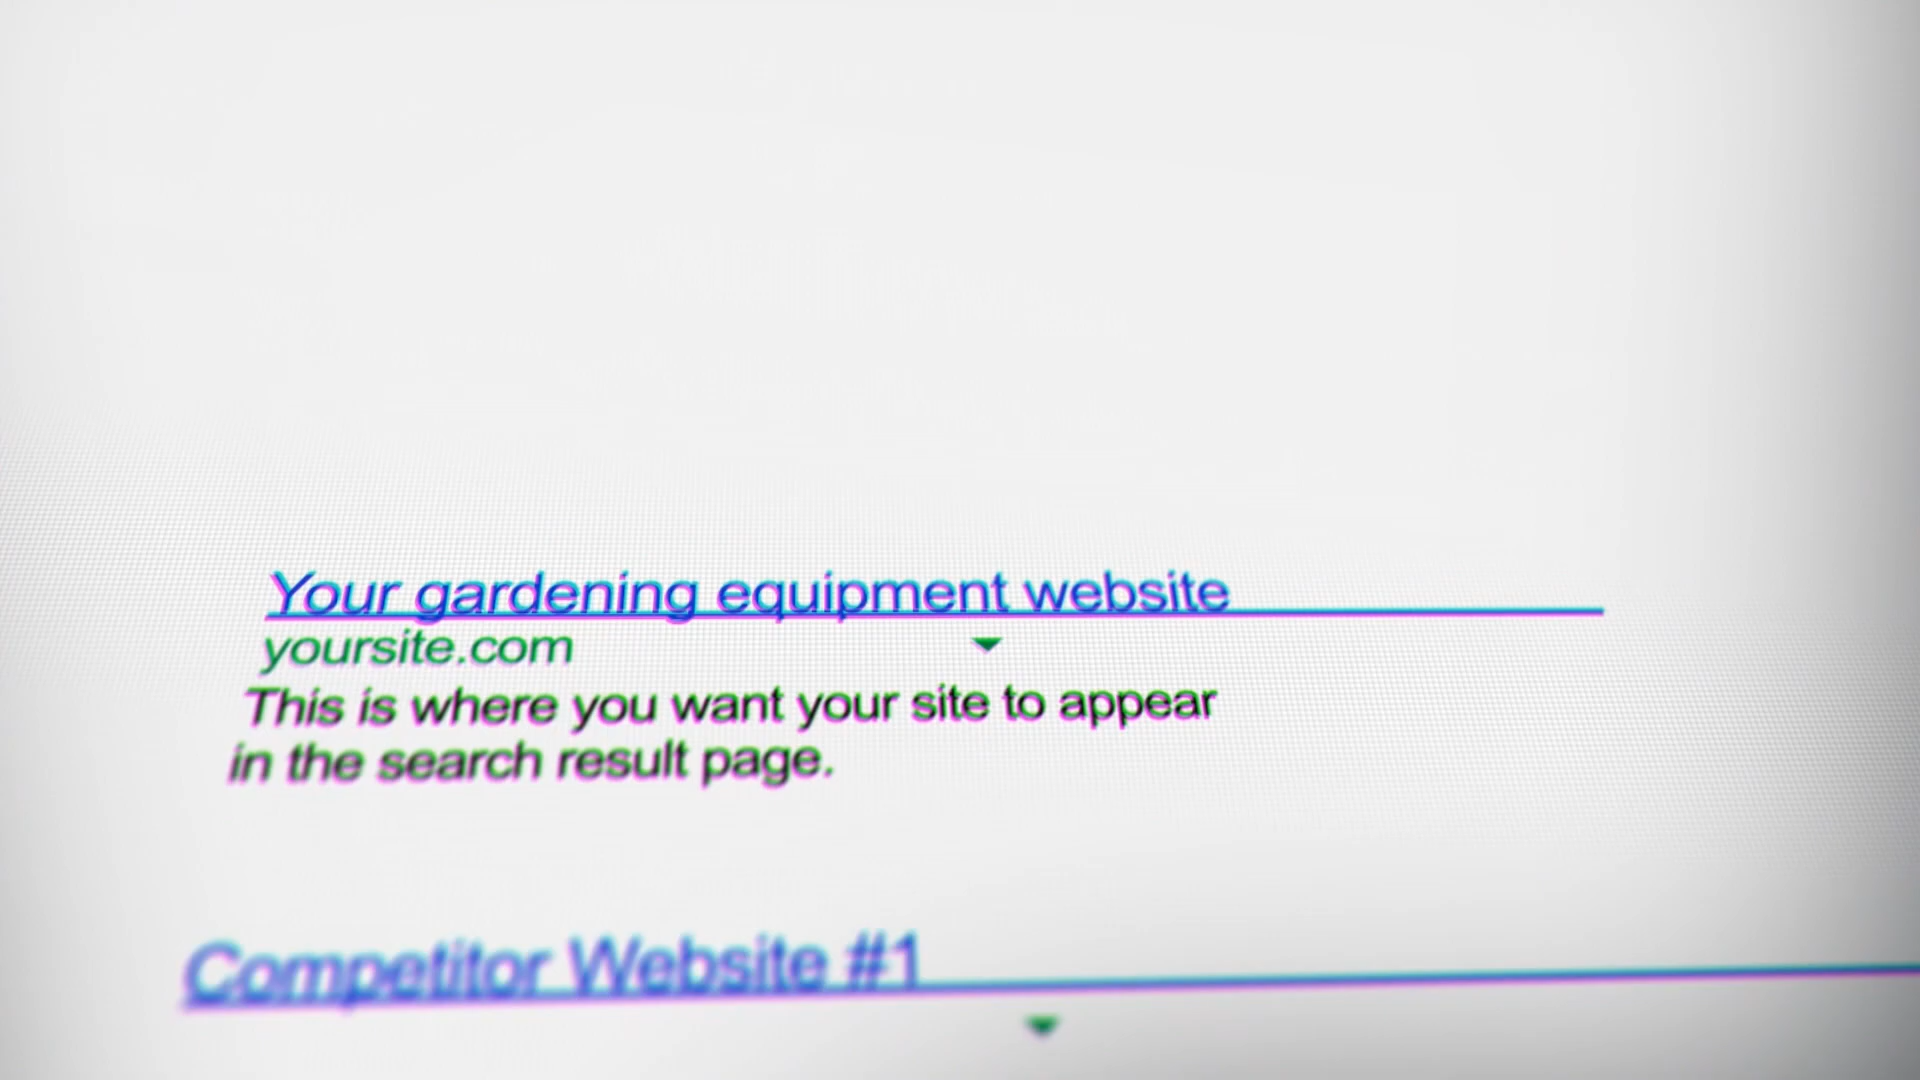 Your gardening equipment website
yoursite.com
This is where you want your site to appear
in the search result page.
Competitor Website #1